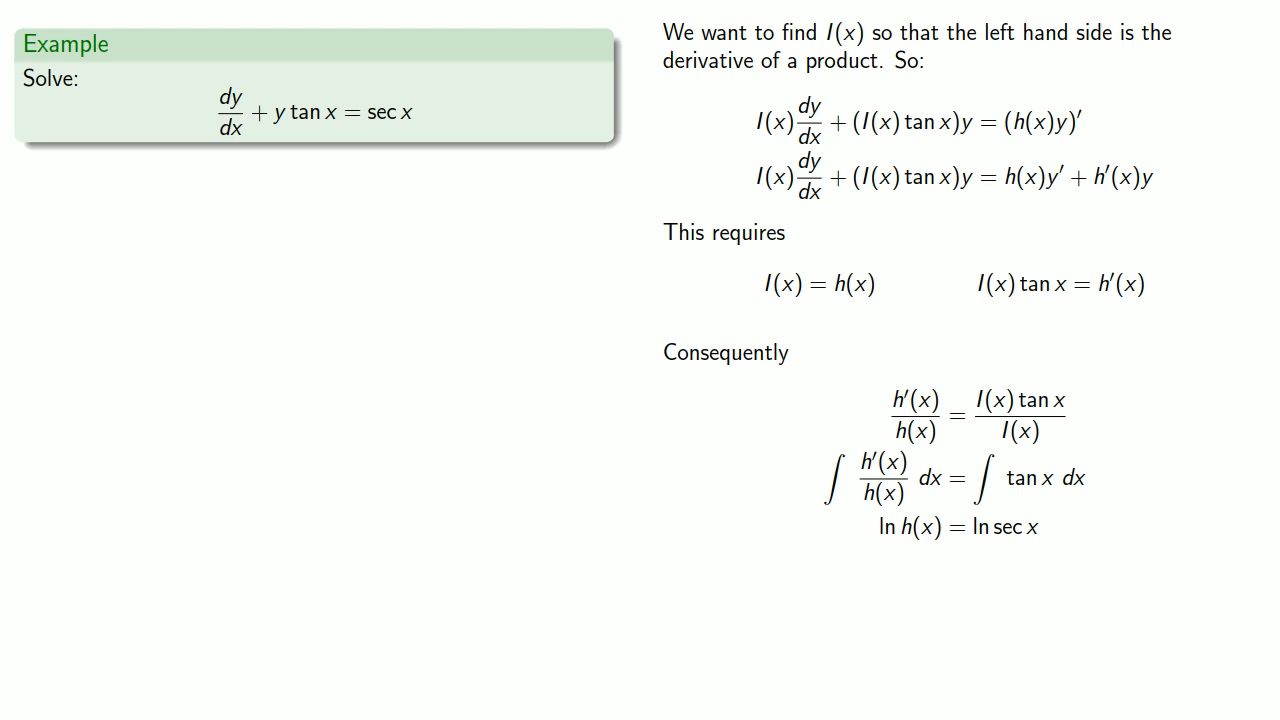 Example
Solve:
dy/dx + y tan x = sec x
We want to find I(x) so that the left hand side is the
derivative of a product. So:
I(x) dy/dx + (I(x) tan x)y = (h(x)y)′
I(x) dy/dx + (I(x) tan x)y = h(x)y′ + h′(x)y
This requires
I(x) = h(x) I(x) tan x = h′(x)
Consequently
h′(x)/h(x) = I(x) tan x/I(x)
∫ h′(x)/h(x) dx = ∫ tan x dx
ln h(x) = ln sec x